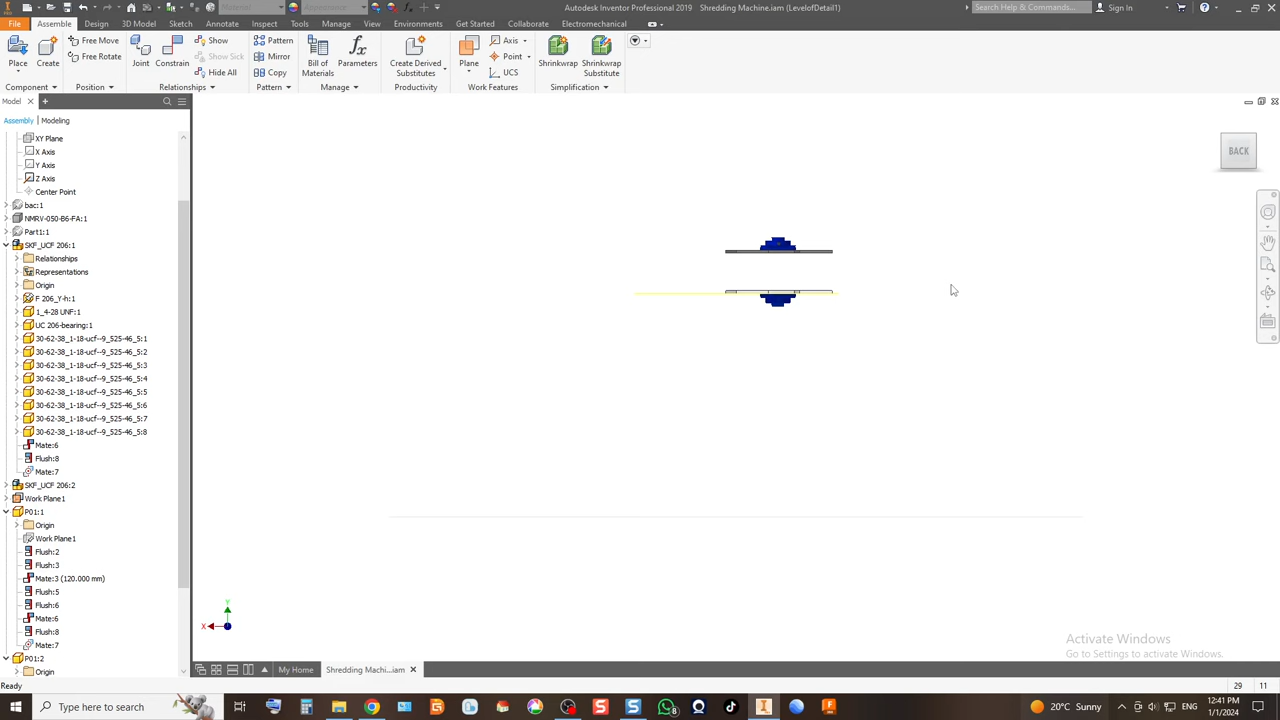 Autodesk Inventor Professional 2019   Shredding Machine.iam (LevelofDetail1)
Search Help & Commands...
Sign In
File Assemble Design 3D Model Sketch Annotate Inspect Tools Manage View Environments Get Started Collaborate Electromechanical
Place
Create
Free Move
Free Rotate
Joint
Constrain
Show
Show Sick
Hide All
Pattern
Mirror
Copy
Bill of Materials
Parameters
Create Derived Substitutes
Plane
Axis
Point
UCS
Shrinkwrap
Shrinkwrap Substitute
Component Position Relationships Pattern Manage Productivity Work Features Simplification
Model
Assembly Modeling
XY Plane
X Axis
Y Axis
Z Axis
Center Point
bac:1
NMRV-050-B6-FA:1
Part1:1
SKF_UCF 206:1
Relationships
Representations
Origin
F 206_Y-h:1
1_4-28 UNF:1
UC 206-bearing:1
30-62-38_1-18-ucf--9_525-46_5:1
30-62-38_1-18-ucf--9_525-46_5:2
30-62-38_1-18-ucf--9_525-46_5:3
30-62-38_1-18-ucf--9_525-46_5:4
30-62-38_1-18-ucf--9_525-46_5:5
30-62-38_1-18-ucf--9_525-46_5:6
30-62-38_1-18-ucf--9_525-46_5:7
30-62-38_1-18-ucf--9_525-46_5:8
Mate:6
Flush:8
Mate:7
SKF_UCF 206:2
Work Plane1
P01:1
Origin
Work Plane1
Flush:2
Flush:3
Mate:3 (120.000 mm)
Flush:5
Flush:6
Mate:6
Flush:8
Mate:7
P01:2
Origin
BACK
Y
X
Activate Windows
Go to Settings to activate Windows.
My Home
Shredding Machi...iam
Ready
29 11
Type here to search
20°C Sunny
12:41 PM
1/1/2024